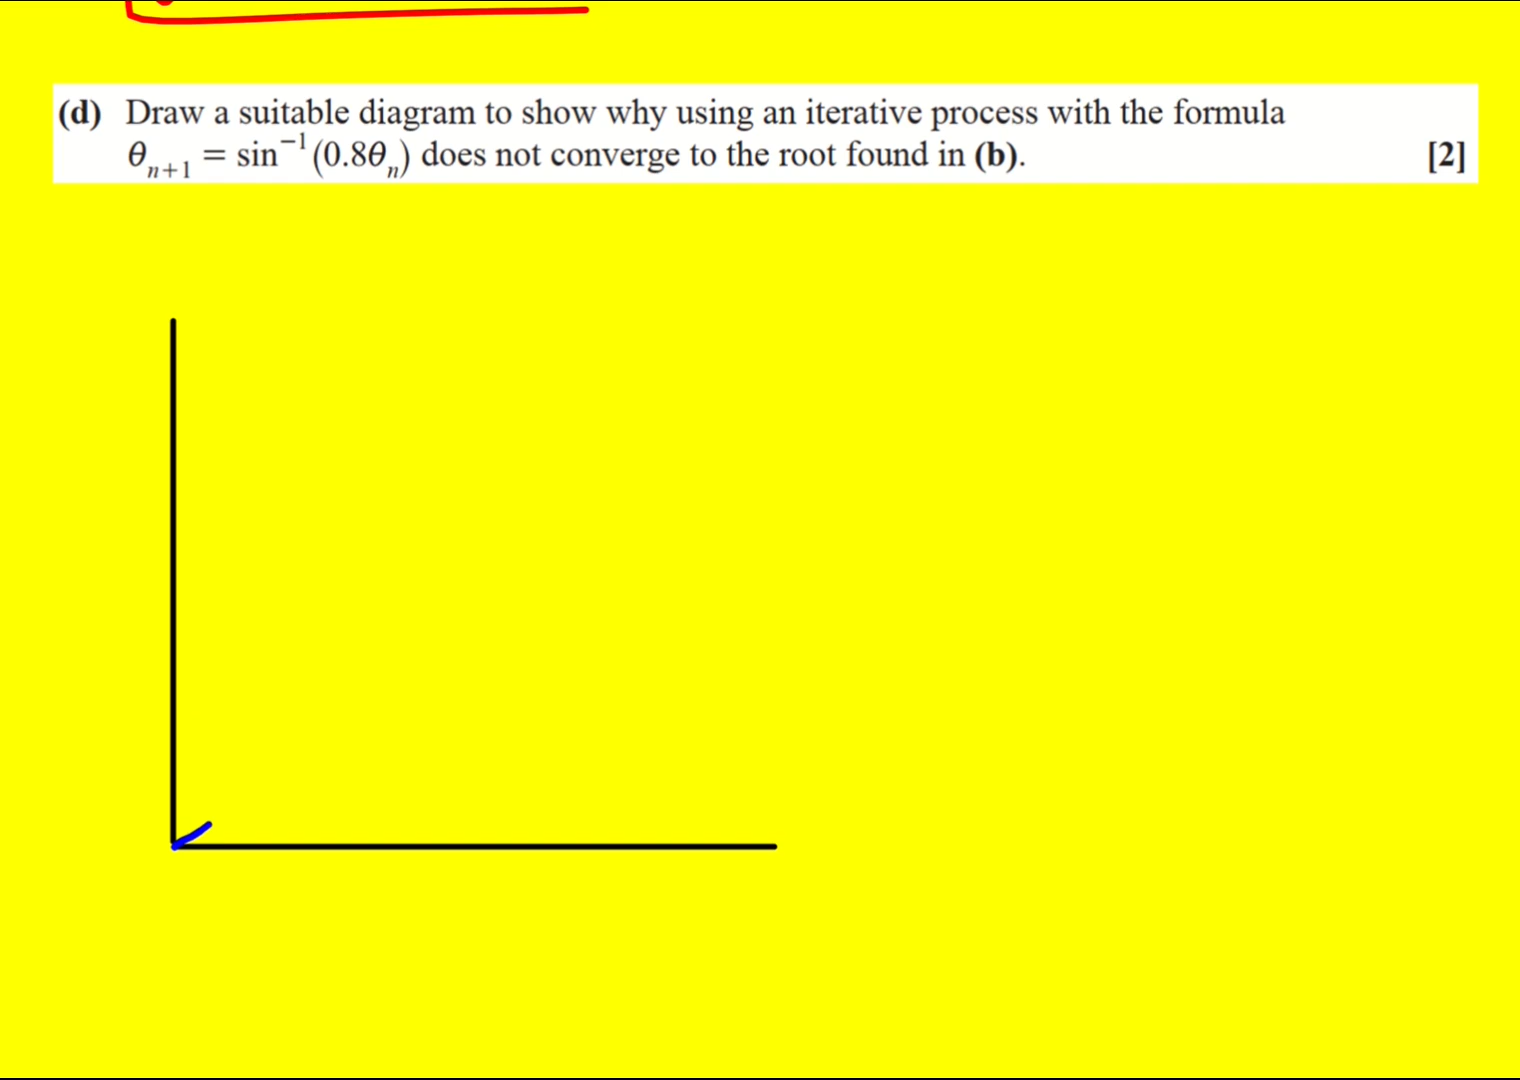 (d) Draw a suitable diagram to show why using an iterative process with the formula
θₙ₊₁ = sin⁻¹(0.8θₙ) does not converge to the root found in (b). [2]